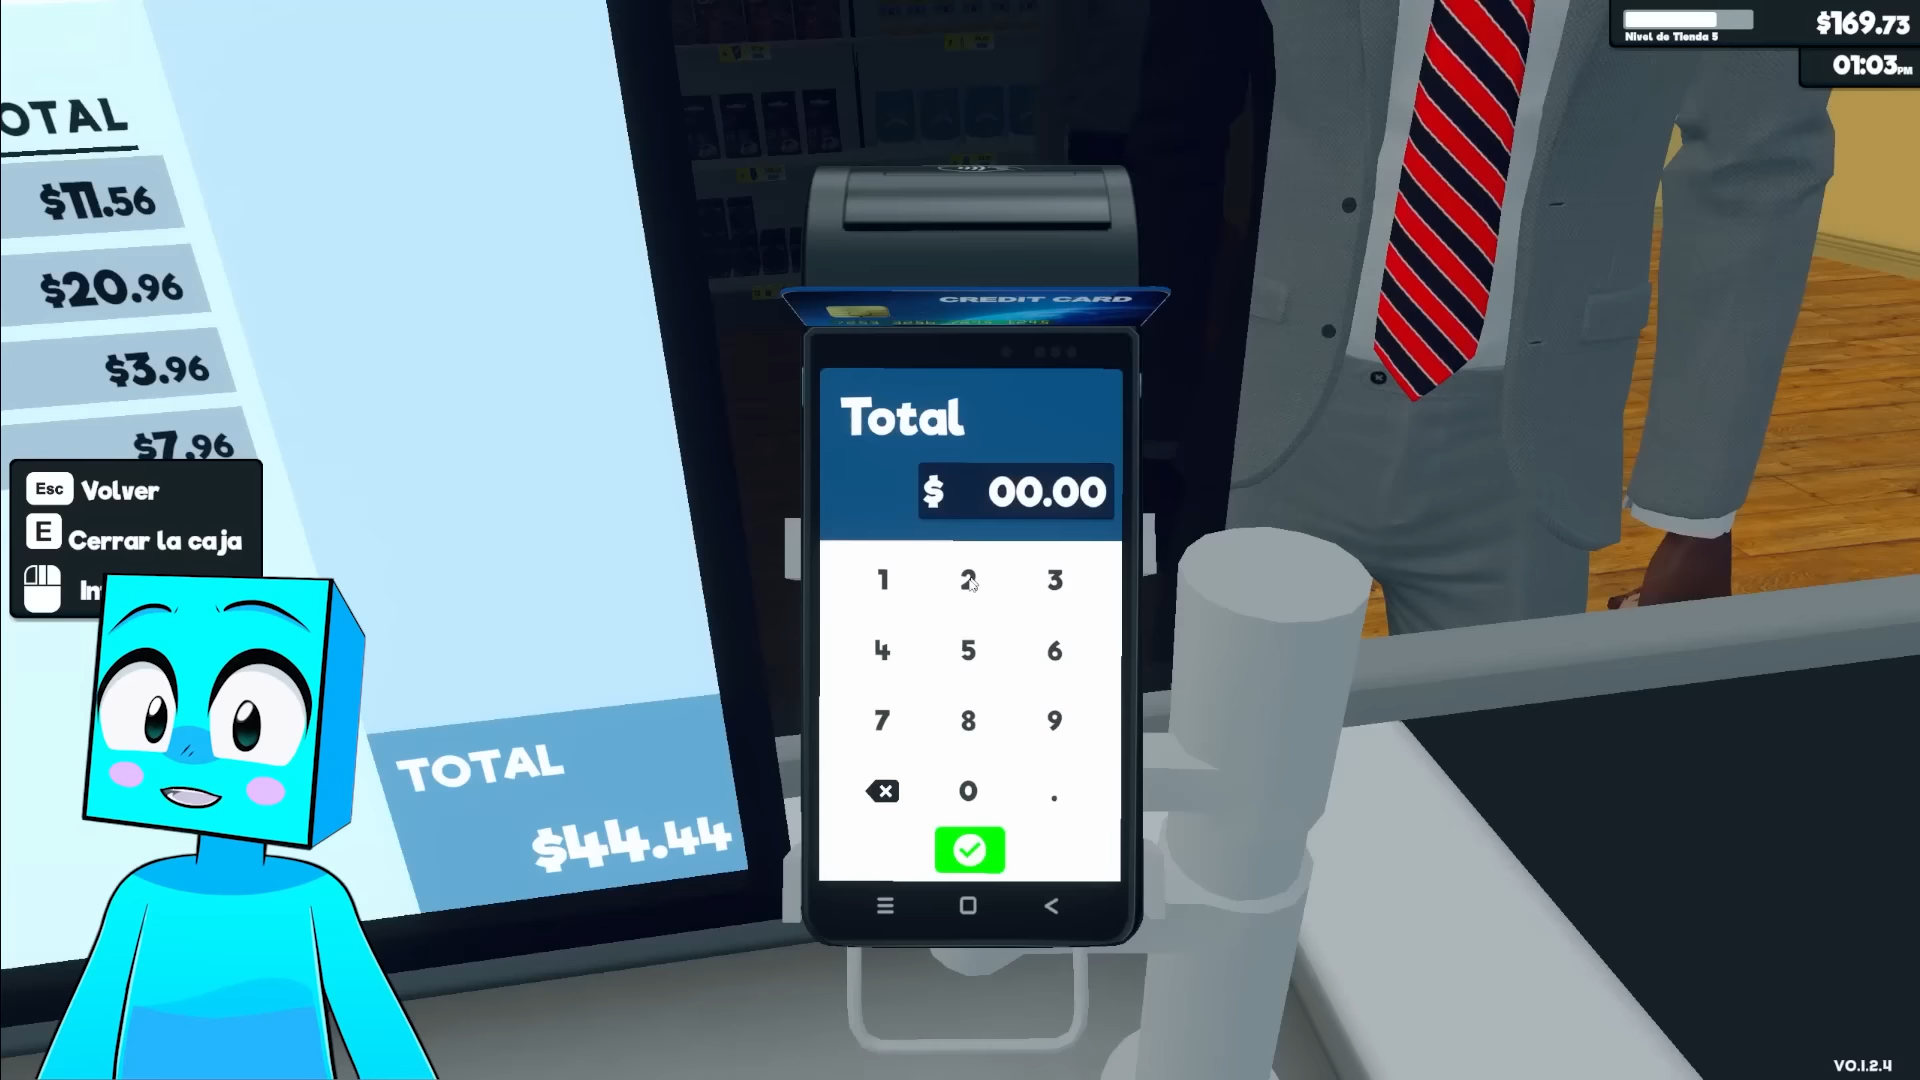 $169.73
Nivel de Tienda 5
01:03PM
OTAL
$11.56
$20.96
$3.96
$7.96
Esc Volver
E Cerrar la caja
TOTAL
$44.44
CREDIT CARD
Total
$ 00.00
1 2 3
4 5 6
7 8 9
0 .
V0.1.2.4